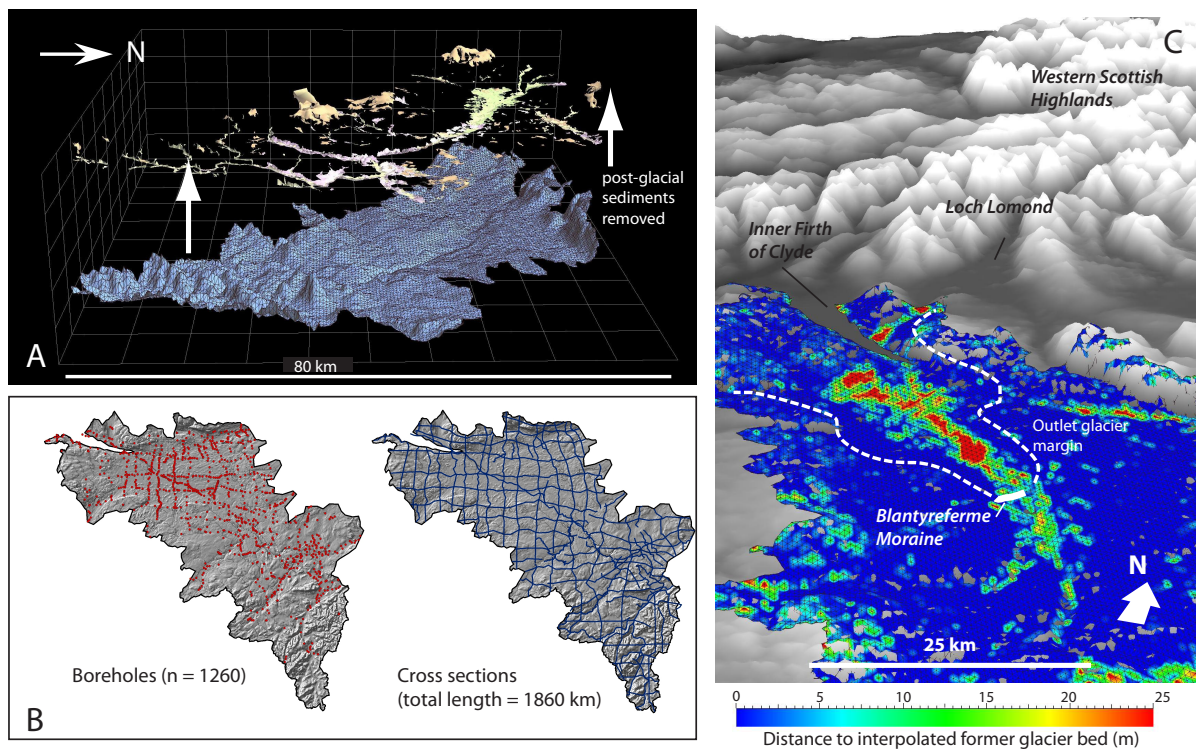 N
post-glacial
sediments
removed
A
80 km
Boreholes (n = 1260)
Cross sections
(total length = 1860 km)
B
C
Western Scottish
Highlands
Loch Lomond
Inner Firth
of Clyde
Outlet glacier
margin
Blantyreferme
Moraine
N
25 km
0 5 10 15 20 25
Distance to interpolated former glacier bed (m)